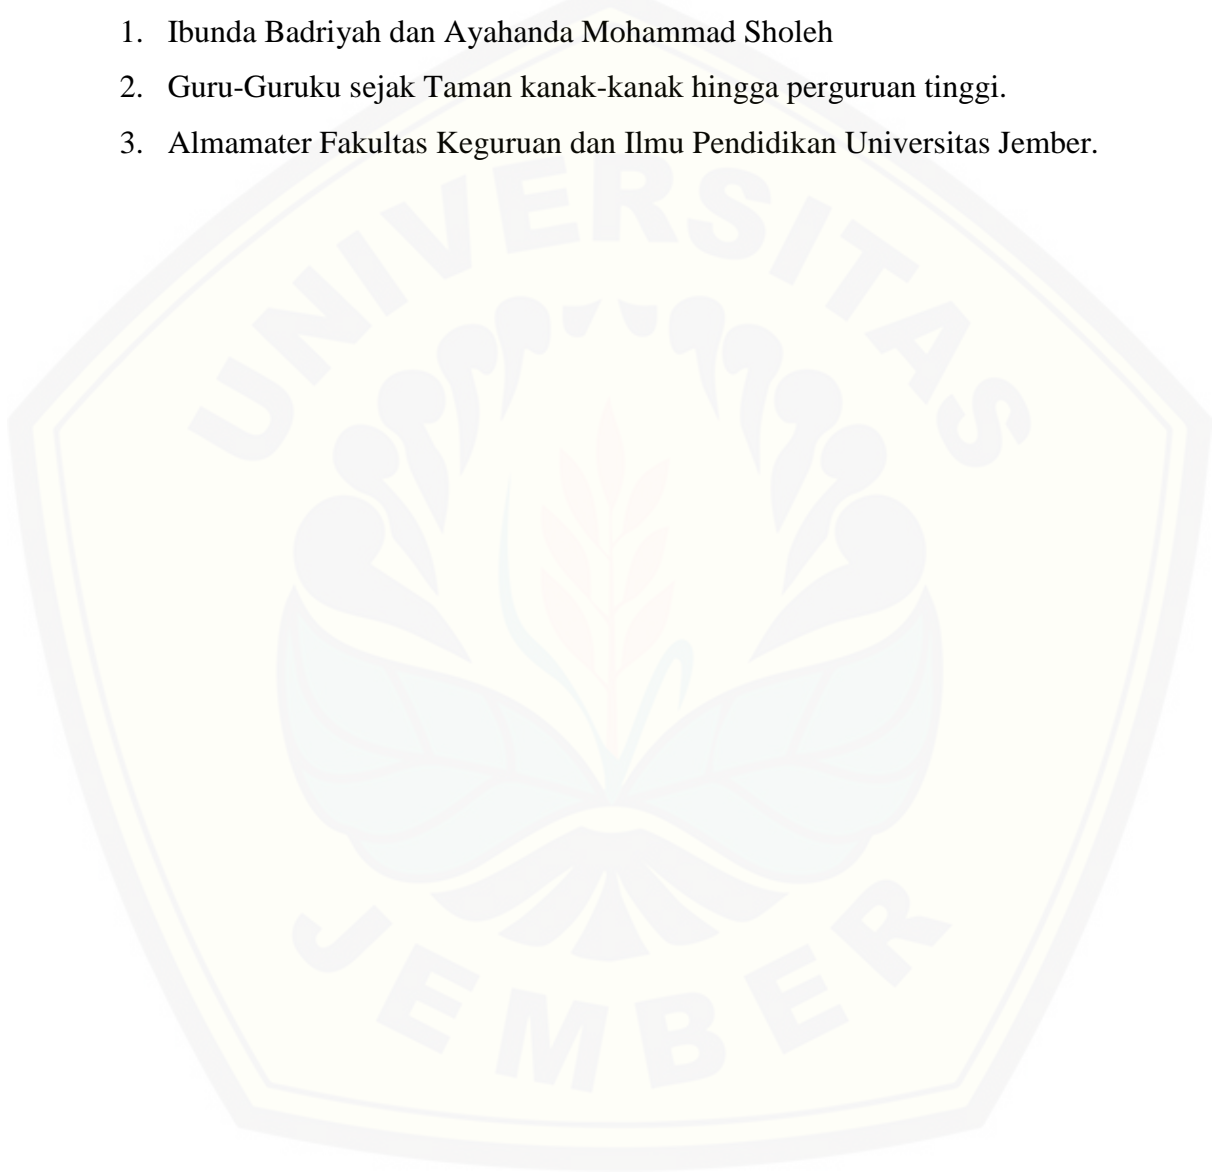 1. Ibunda Badriyah dan Ayahanda Mohammad Sholeh
2. Guru-Guruku sejak Taman kanak-kanak hingga perguruan tinggi.
3. Almamater Fakultas Keguruan dan Ilmu Pendidikan Universitas Jember.
UNIVERSITAS
JEMBER